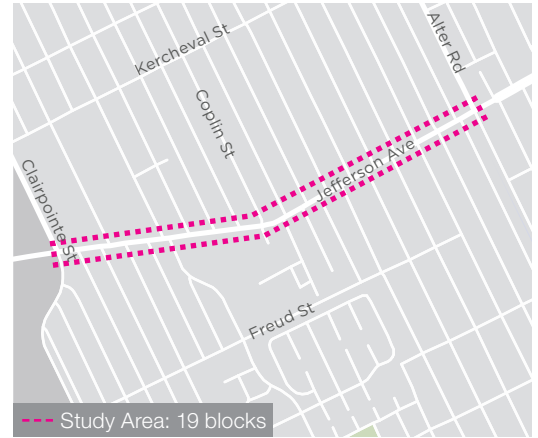 Kercheval St
Alter Rd
Coplin St
Jefferson Ave
Clairpointe St
Freud St
Study Area: 19 blocks